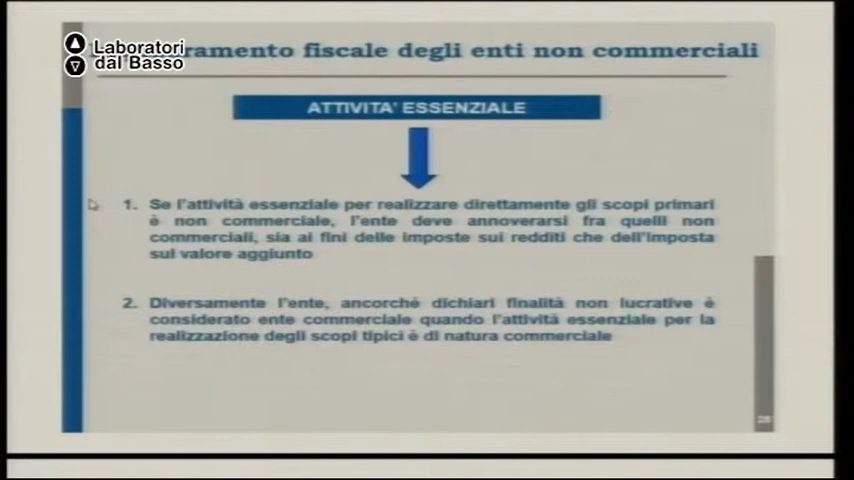 Laboratori
dal Basso
ramento fiscale degli enti non commerciali
ATTIVITA' ESSENZIALE
1. Se l'attività essenziale per realizzare direttamente gli scopi primari
è non commerciale, l'ente deve annoverarsi fra quelli non
commerciali, sia ai fini delle imposte sui redditi che dell'imposta
sul valore aggiunto
2. Diversamente l'ente, ancorchè dichiari finalità non lucrative è
considerato ente commerciale quando l'attività essenziale per la
realizzazione degli scopi tipici è di natura commerciale